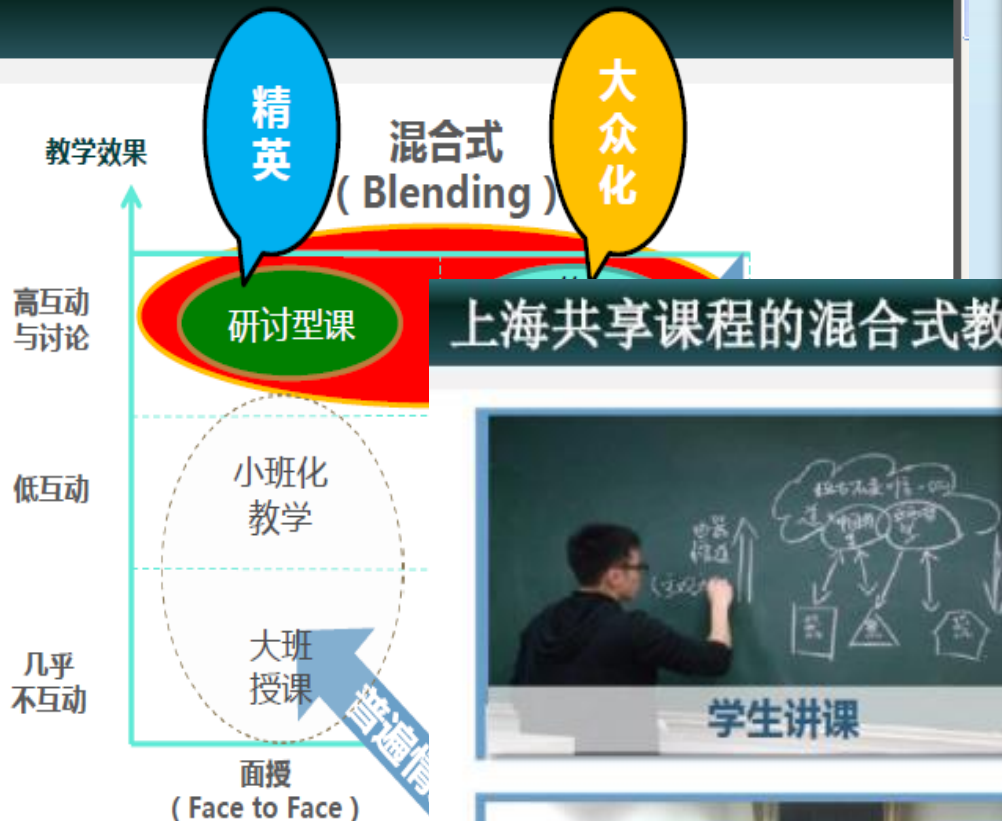 精
英
大
众
化
混合式
( Blending )
教学效果
高互动
与讨论
研讨型课
低互动
小班化
教学
几乎
不互动
大班
授课
普遍情
面授
( Face to Face )
上海共享课程的混合式教
学生讲课